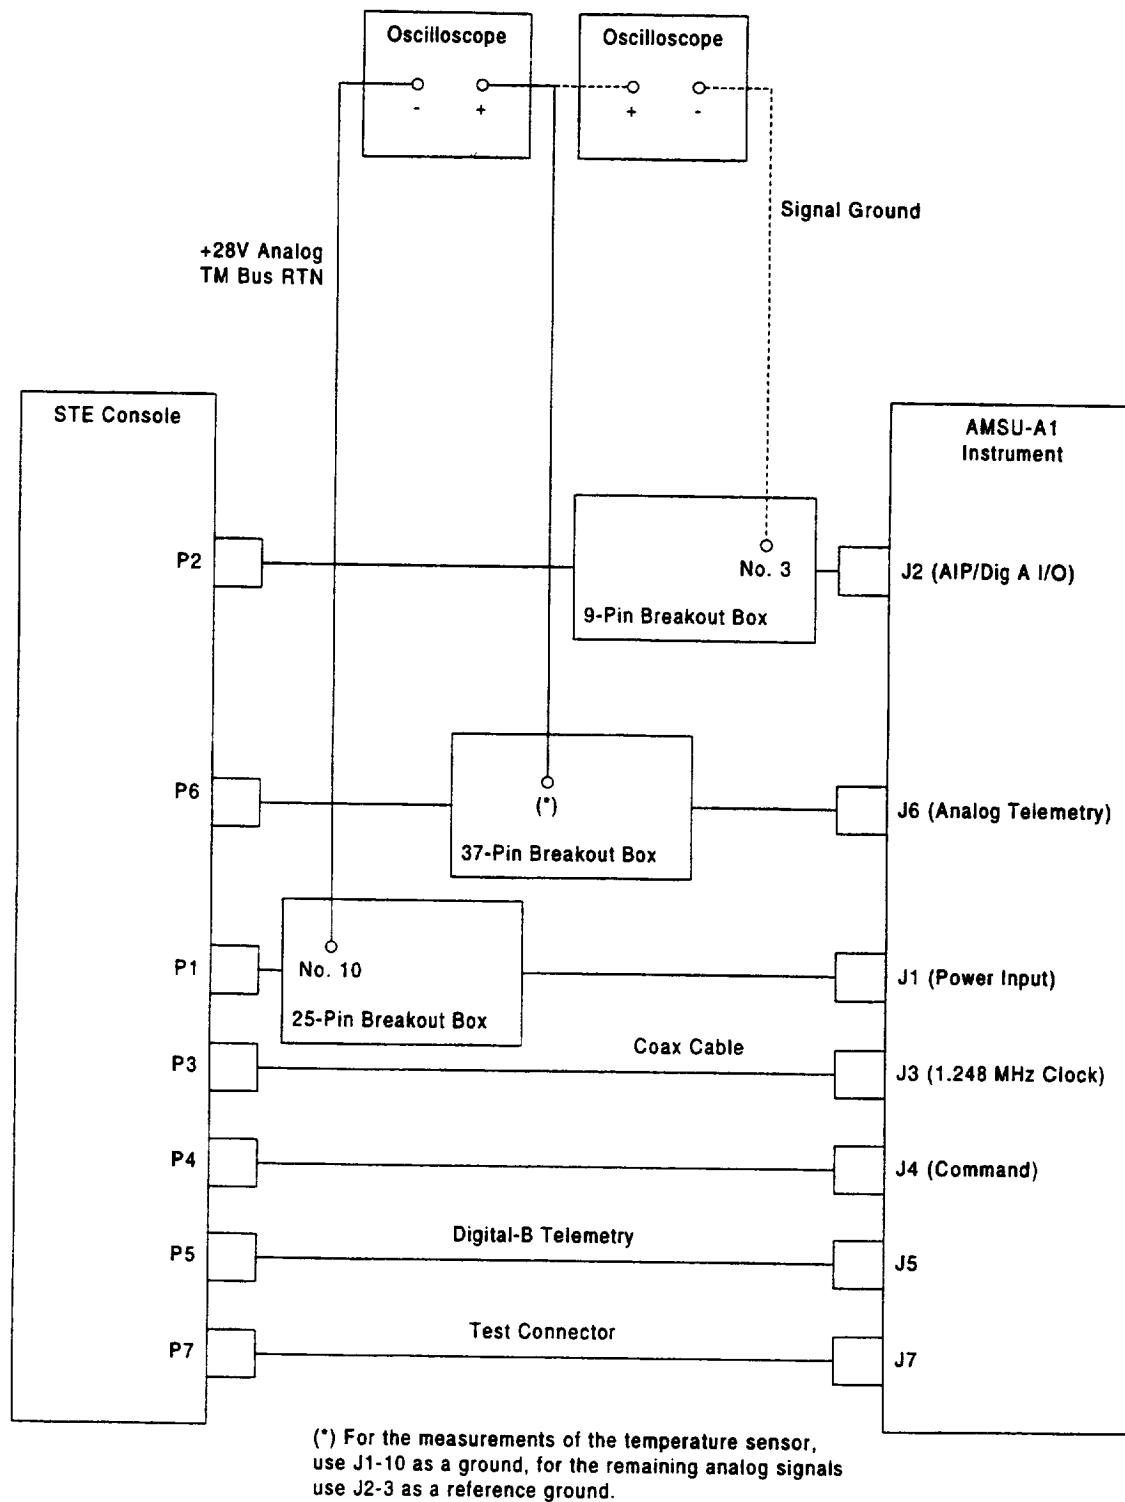 Oscilloscope
Oscilloscope
- +
+ -
Signal Ground
+28V Analog
TM Bus RTN
STE Console
AMSU-A1
Instrument
P2
No. 3
J2 (AIP/Dig A I/O)
9-Pin Breakout Box
P6
(*)
J6 (Analog Telemetry)
37-Pin Breakout Box
P1
No. 10
J1 (Power Input)
25-Pin Breakout Box
P3
Coax Cable
J3 (1.248 MHz Clock)
P4
J4 (Command)
P5
Digital-B Telemetry
J5
P7
Test Connector
J7
(*) For the measurements of the temperature sensor,
use J1-10 as a ground, for the remaining analog signals
use J2-3 as a reference ground.